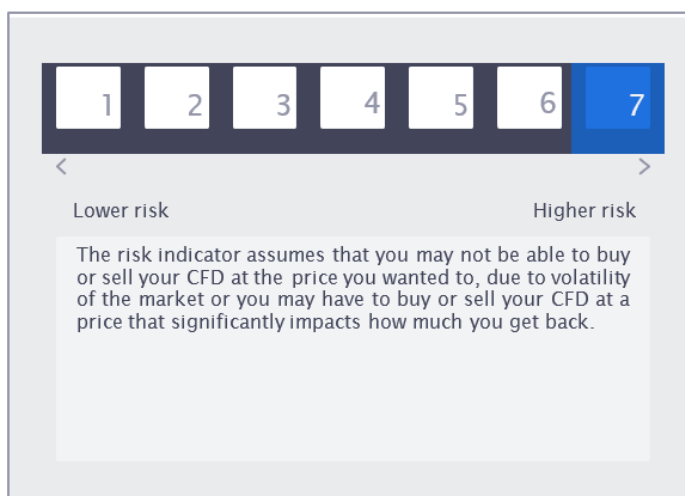 1 2 3 4 5 6 7
< >
Lower risk Higher risk
The risk indicator assumes that you may not be able to buy
or sell your CFD at the price you wanted to, due to volatility
of the market or you may have to buy or sell your CFD at a
price that significantly impacts how much you get back.